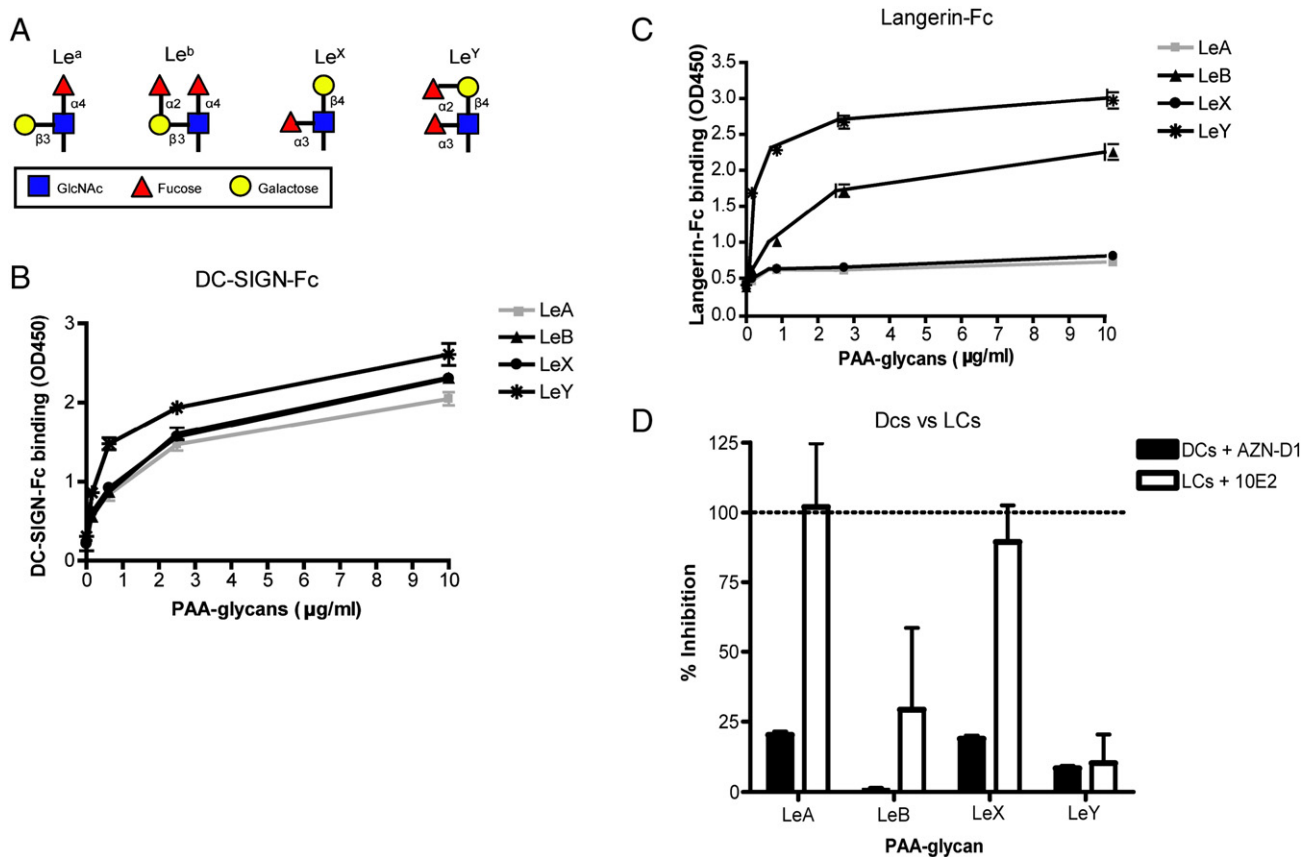 A
Le^a
Le^b
Le^X
Le^Y
α4
β3
α2
α4
β3
β4
α3
α2
β4
α3
GlcNAc
Fucose
Galactose
B
DC-SIGN-Fc
DC-SIGN-Fc binding (OD450)
3
2
1
0
0 1 2 3 4 5 6 7 8 9 10
PAA-glycans (µg/ml)
LeA
LeB
LeX
LeY
C
Langerin-Fc
Langerin-Fc binding (OD450)
3.5
3.0
2.5
2.0
1.5
1.0
0.5
0.0
0 1 2 3 4 5 6 7 8 9 10
PAA-glycans (µg/ml)
LeA
LeB
LeX
LeY
D
Dcs vs LCs
% Inhibition
125
100
75
50
25
0
LeA LeB LeX LeY
PAA-glycan
DCs + AZN-D1
LCs + 10E2